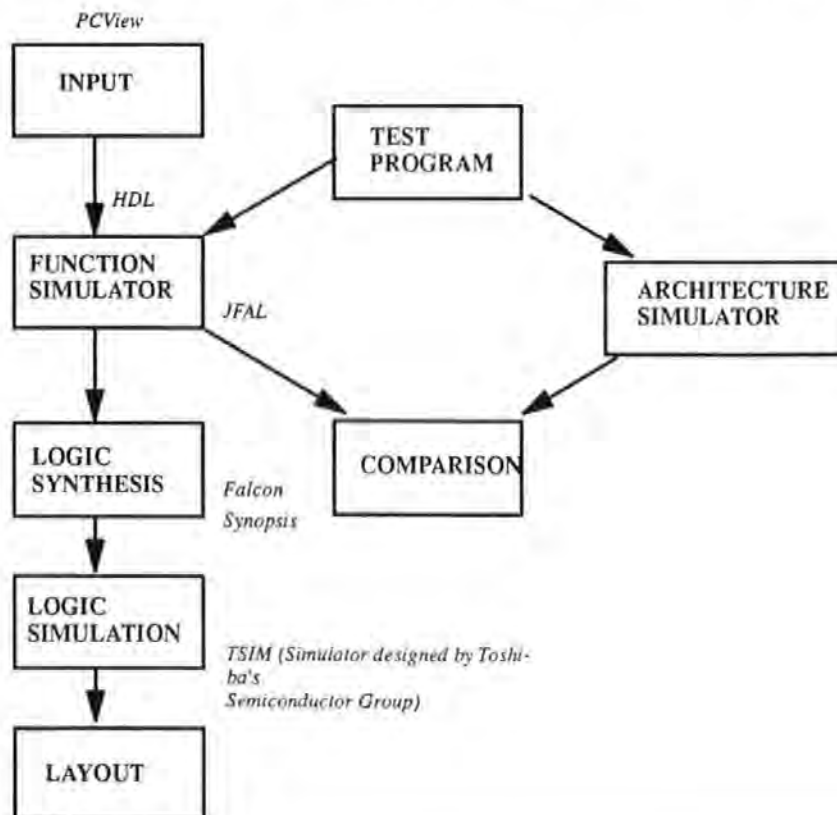 PCView
INPUT
TEST
PROGRAM
HDL
FUNCTION
SIMULATOR
ARCHITECTURE
SIMULATOR
JFAL
LOGIC
SYNTHESIS
COMPARISON
Falcon
Synopsis
LOGIC
SIMULATION
TSIM (Simulator designed by Toshi-
ba's
Semiconductor Group)
LAYOUT